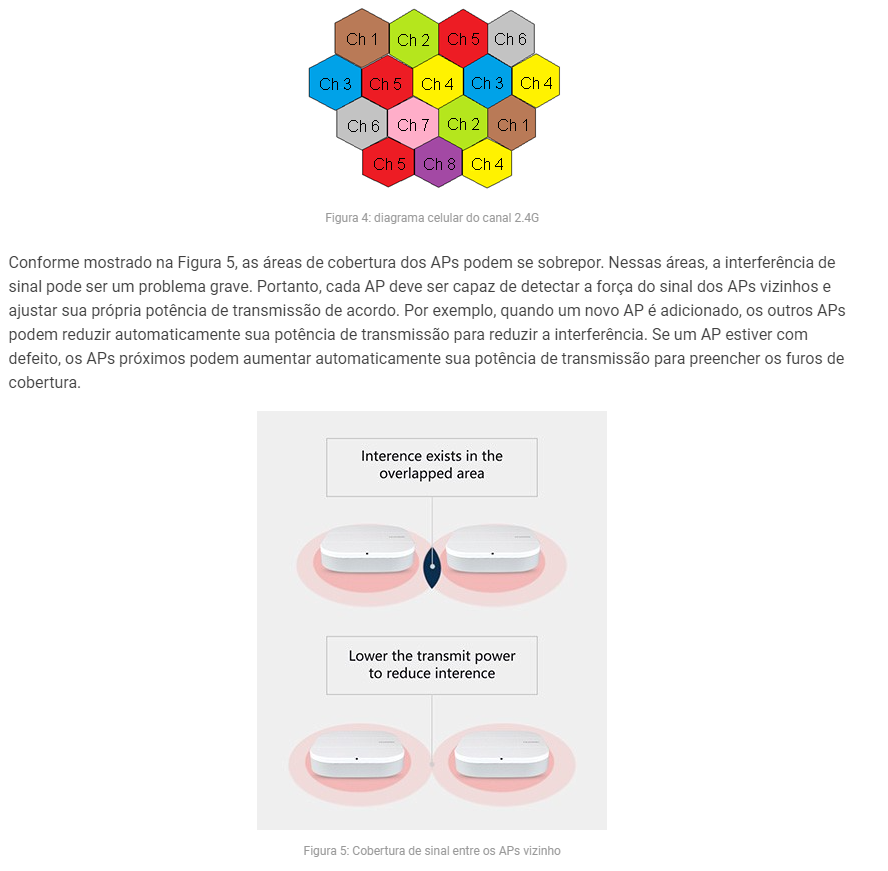 Ch 1 Ch 2 Ch 5 Ch 6
Ch 3 Ch 5 Ch 4 Ch 3 Ch 4
Ch 6 Ch 7 Ch 2 Ch 1
Ch 5 Ch 8 Ch 4
Figura 4: diagrama celular do canal 2.4G
Conforme mostrado na Figura 5, as áreas de cobertura dos APs podem se sobrepor. Nessas áreas, a interferência de
sinal pode ser um problema grave. Portanto, cada AP deve ser capaz de detectar a força do sinal dos APs vizinhos e
ajustar sua própria potência de transmissão de acordo. Por exemplo, quando um novo AP é adicionado, os outros APs
podem reduzir automaticamente sua potência de transmissão para reduzir a interferência. Se um AP estiver com
defeito, os APs próximos podem aumentar automaticamente sua potência de transmissão para preencher os furos de
cobertura.
Interence exists in the
overlapped area
Lower the transmit power
to reduce interence
Figura 5: Cobertura de sinal entre os APs vizinho